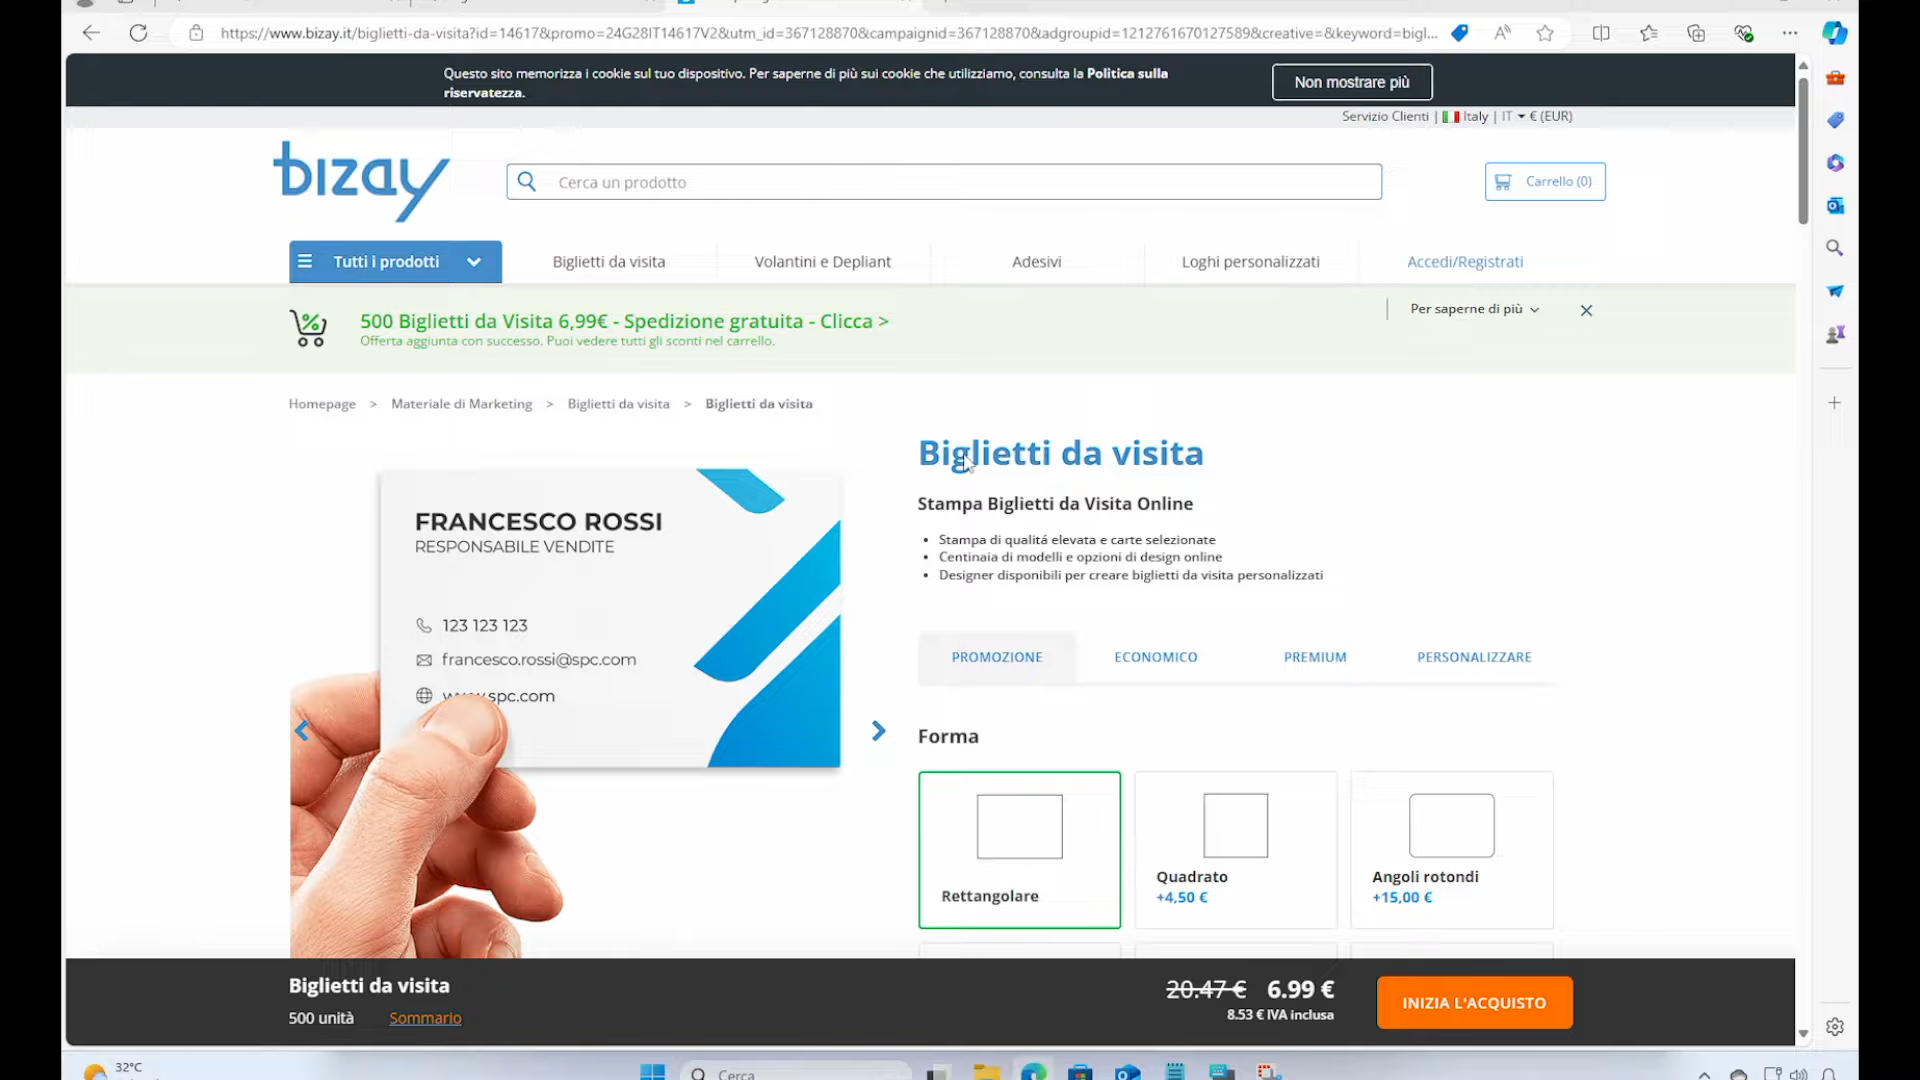 https://www.bizay.it/biglietti-da-visita?id=14617&promo=24G28IT14617V2&utm_id=367128870&campaignid=367128870&adgroupid=1212761670127589&creative=&keyword=bigl...
Questo sito memorizza i cookie sul tuo dispositivo. Per saperne di più sui cookie che utilizziamo, consulta la Politica sulla
riservatezza.
Non mostrare più
Servizio Clienti | Italy | IT € (EUR)
bizay
Cerca un prodotto
Carrello (0)
Tutti i prodotti
Biglietti da visita
Volantini e Depliant
Adesivi
Loghi personalizzati
Accedi/Registrati
500 Biglietti da Visita 6,99€ - Spedizione gratuita - Clicca >
Offerta aggiunta con successo. Puoi vedere tutti gli sconti nel carrello.
Per saperne di più
Homepage > Materiale di Marketing > Biglietti da visita > Biglietti da visita
FRANCESCO ROSSI
RESPONSABILE VENDITE
123 123 123
francesco.rossi@spc.com
spc.com
Biglietti da visita
Stampa Biglietti da Visita Online
• Stampa di qualitá elevata e carte selezionate
• Centinaia di modelli e opzioni di design online
• Designer disponibili per creare biglietti da visita personalizzati
PROMOZIONE
ECONOMICO
PREMIUM
PERSONALIZZARE
Forma
Rettangolare
Quadrato
+4,50 €
Angoli rotondi
+15,00 €
Biglietti da visita
500 unità
Sommario
20.47 € 6.99 €
8.53 € IVA inclusa
INIZIA L'ACQUISTO
32°C
Cerca